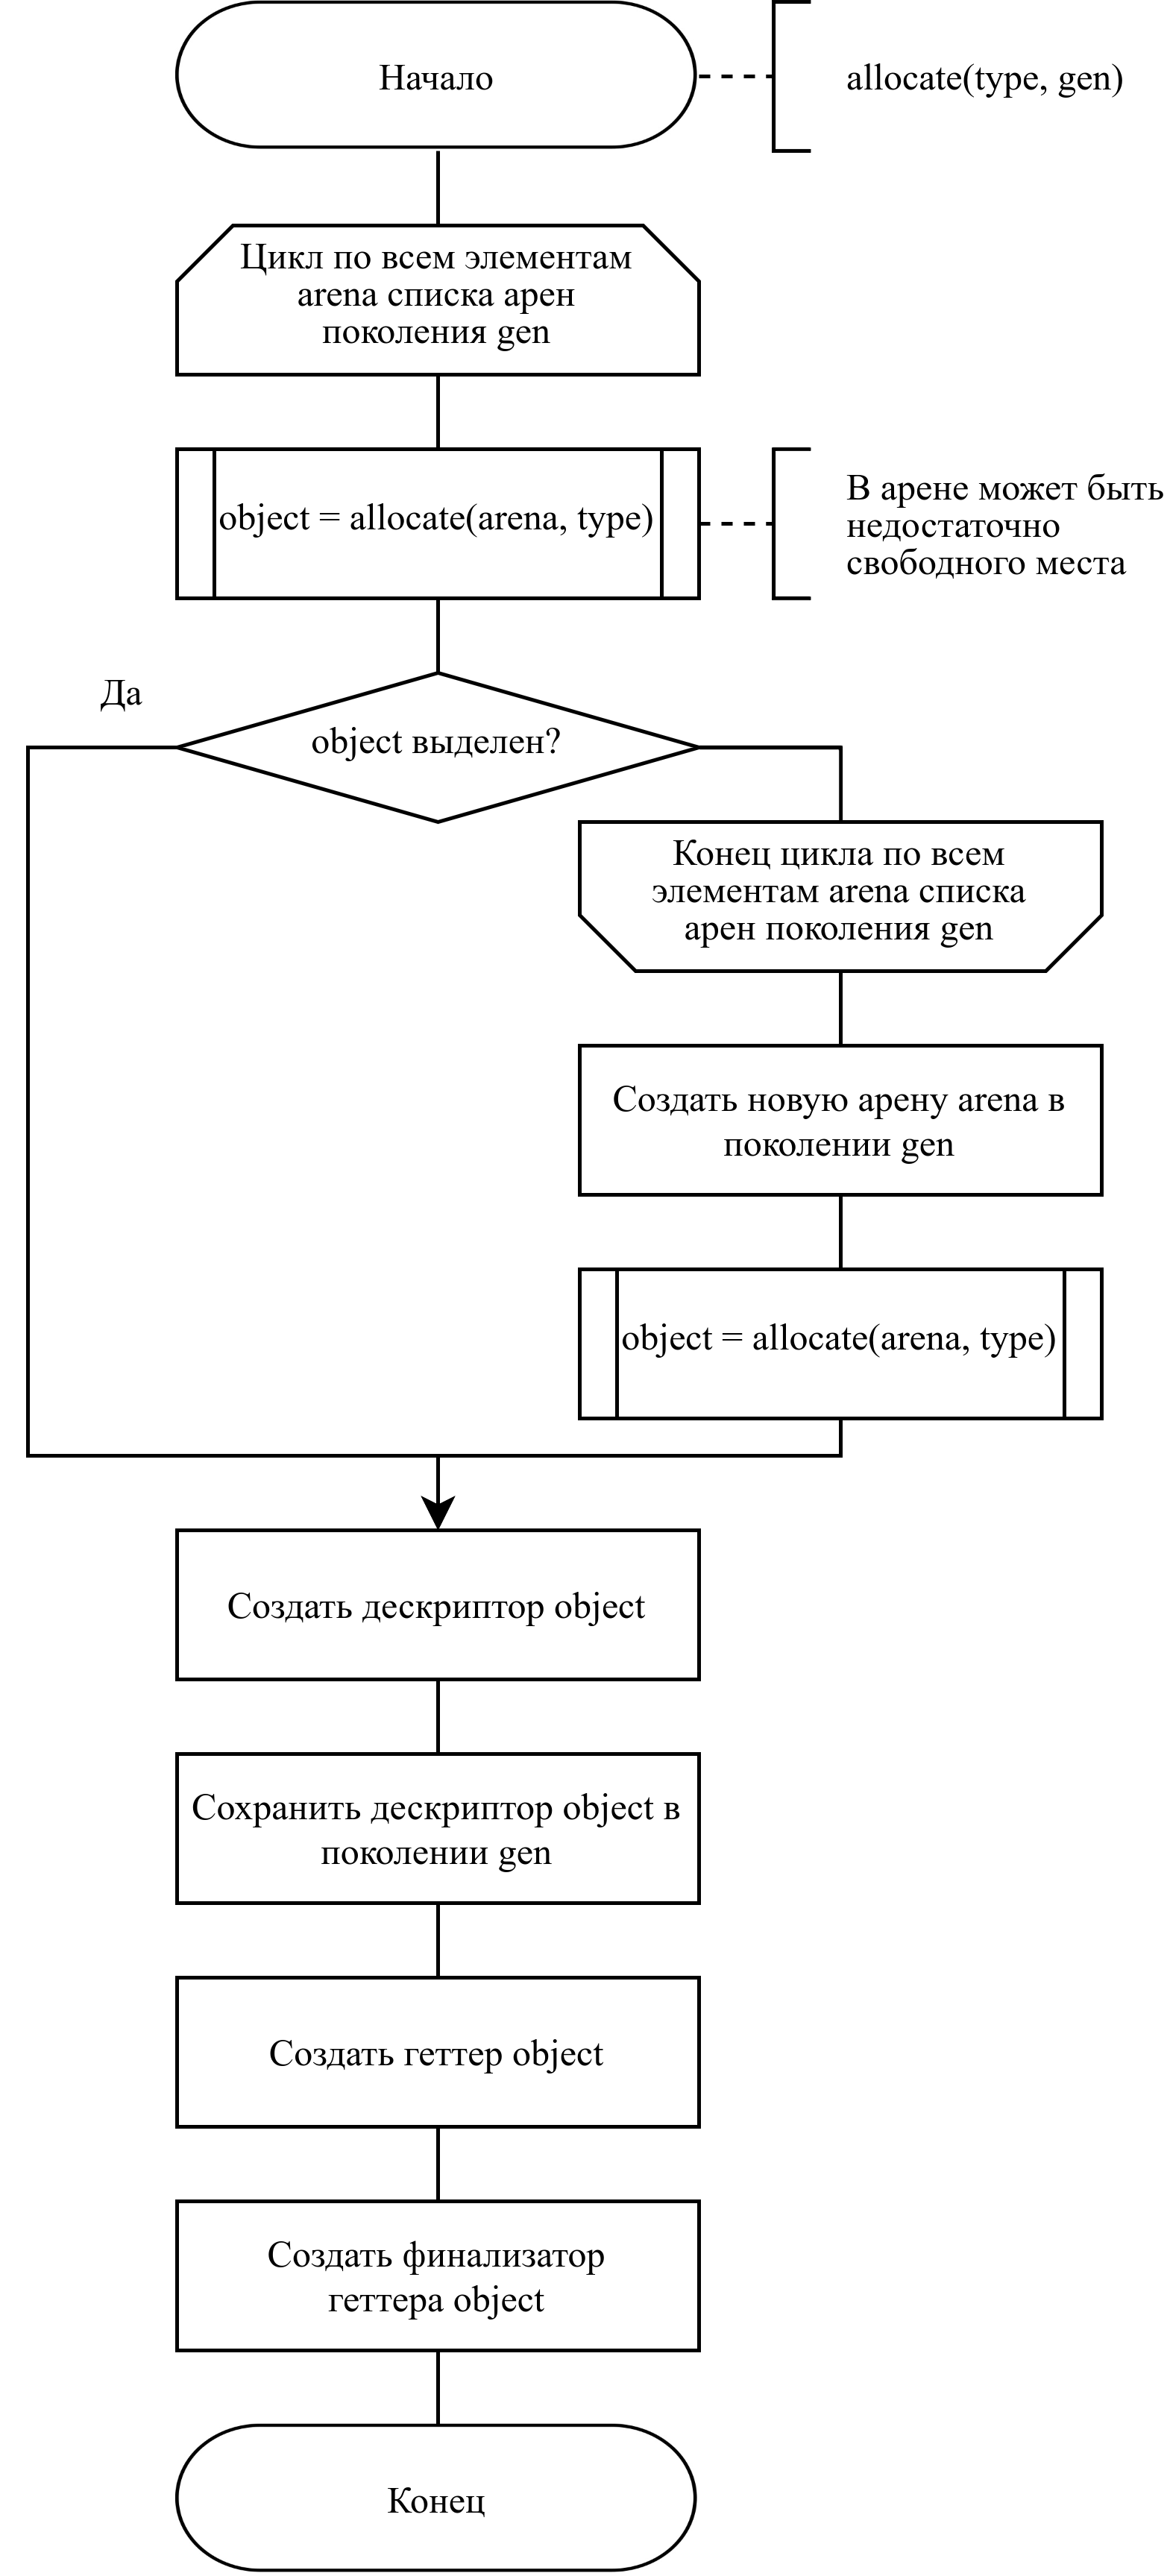 Начало
allocate(type, gen)
Цикл по всем элементам
arena списка арен
поколения gen
object = allocate(arena, type)
В арене может быть
недостаточно
свободного места
Да
object выделен?
Конец цикла по всем
элементам arena списка
арен поколения gen
Создать новую арену arena в
поколении gen
object = allocate(arena, type)
Создать дескриптор object
Сохранить дескриптор object в
поколении gen
Создать геттер object
Создать финализатор
геттера object
Конец